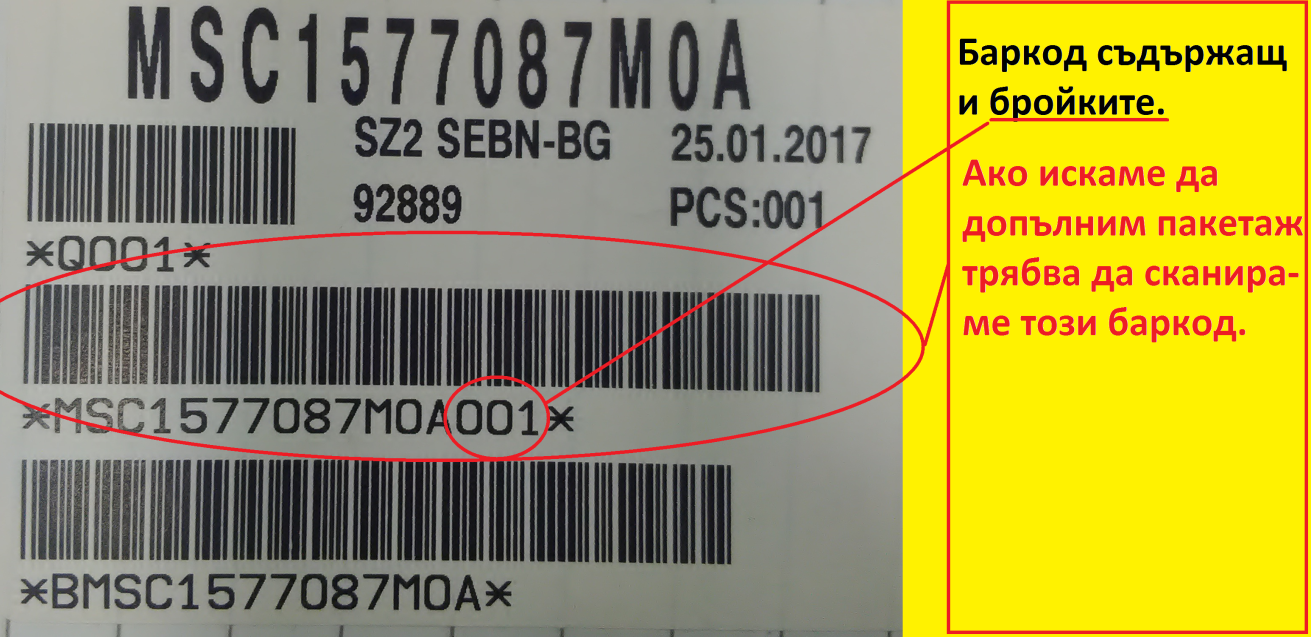 MSC1577087M0A
SZ2 SEBN-BG 25.01.2017
92889 PCS:001
*Q001*
*MSC1577087M0A001*
*BMSC1577087M0A*
Баркод съдържащ
и бройките.
Ако искаме да
допълним пакетаж
трябва да сканира-
ме този баркод.